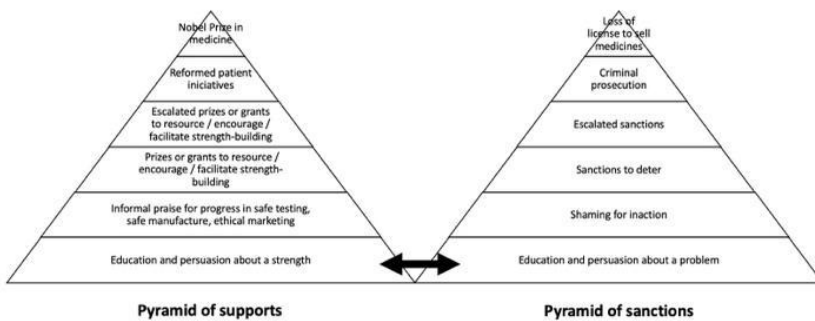 Nobel Prize in
medicine
Reformed patient
iniciatives
Escalated prizes or grants
to resource / encourage /
facilitate strength-building
Prizes or grants to resource /
encourage / facilitate strength-
building
Informal praise for progress in safe testing,
safe manufacture, ethical marketing
Education and persuasion about a strength
Pyramid of supports
Loss of
license to sell
medicines
Criminal
prosecution
Escalated sanctions
Sanctions to deter
Shaming for inaction
Education and persuasion about a problem
Pyramid of sanctions